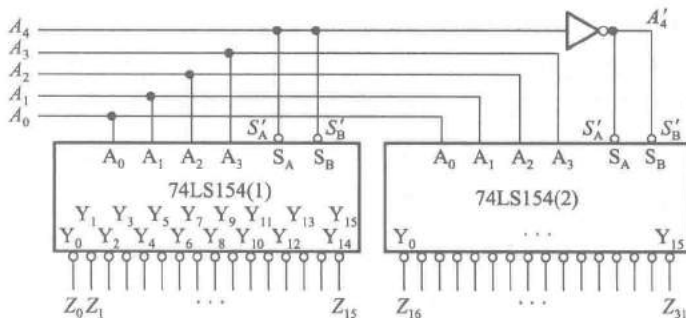 A₄ A′₄
A₃
A₂
A₁
A₀ S′A S′B S′A S′B
A₀ A₁ A₂ A₃ SA SB A₀ A₁ A₂ A₃ SA SB
74LS154(1) 74LS154(2)
Y₁ Y₃ Y₅ Y₇ Y₉ Y₁₁ Y₁₃ Y₁₅
Y₀ Y₂ Y₄ Y₆ Y₈ Y₁₀ Y₁₂ Y₁₄ Y₀ ··· Y₁₅
Z₀ Z₁ ··· Z₁₅ Z₁₆ ··· Z₃₁